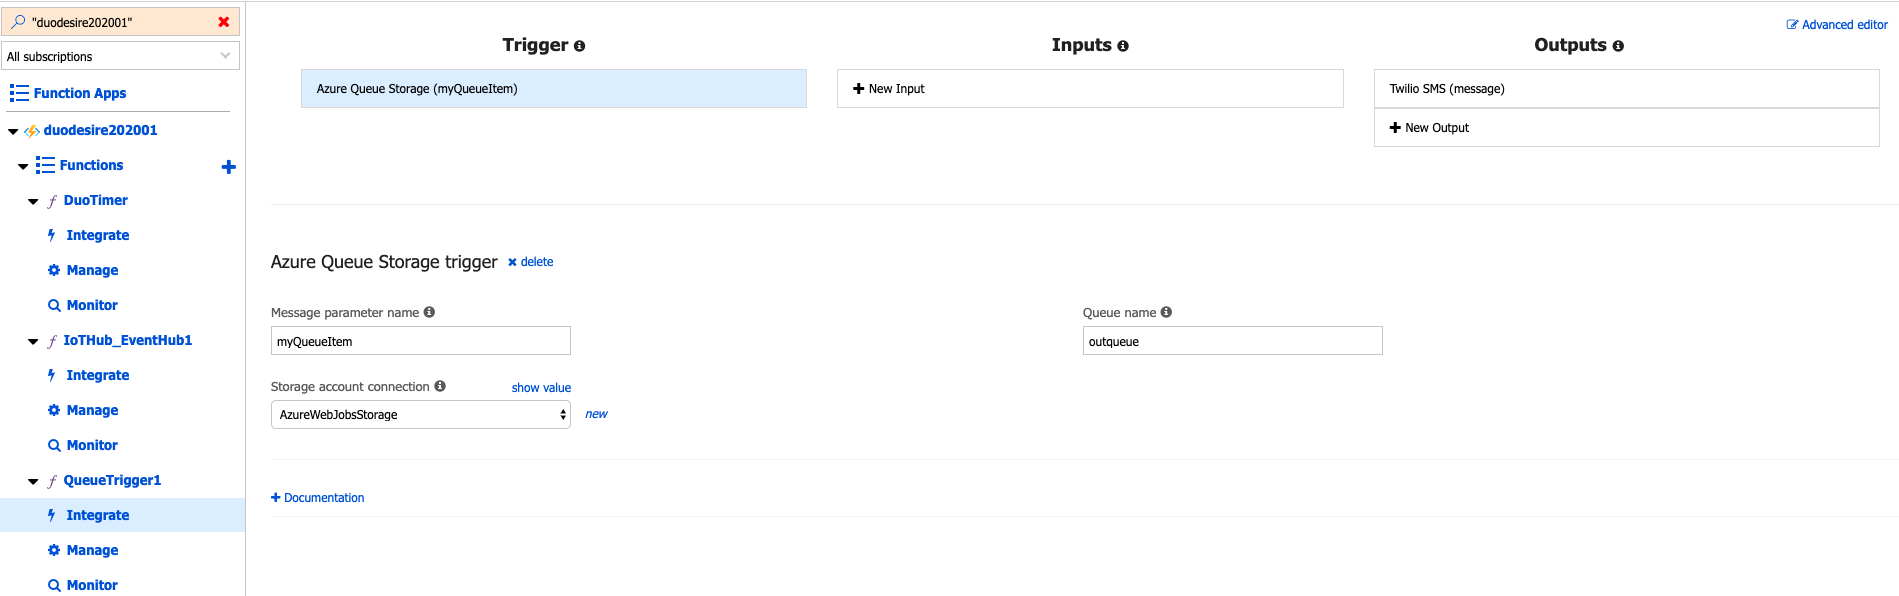 "duodesire202001"
All subscriptions
Function Apps
duodesire202001
Functions
DuoTimer
Integrate
Manage
Monitor
IoTHub_EventHub1
Integrate
Manage
Monitor
QueueTrigger1
Integrate
Manage
Monitor
Advanced editor
Trigger
Azure Queue Storage (myQueueItem)
Inputs
New Input
Outputs
Twilio SMS (message)
New Output
Azure Queue Storage trigger delete
Message parameter name
myQueueItem
Queue name
outqueue
Storage account connection show value
AzureWebJobsStorage new
Documentation